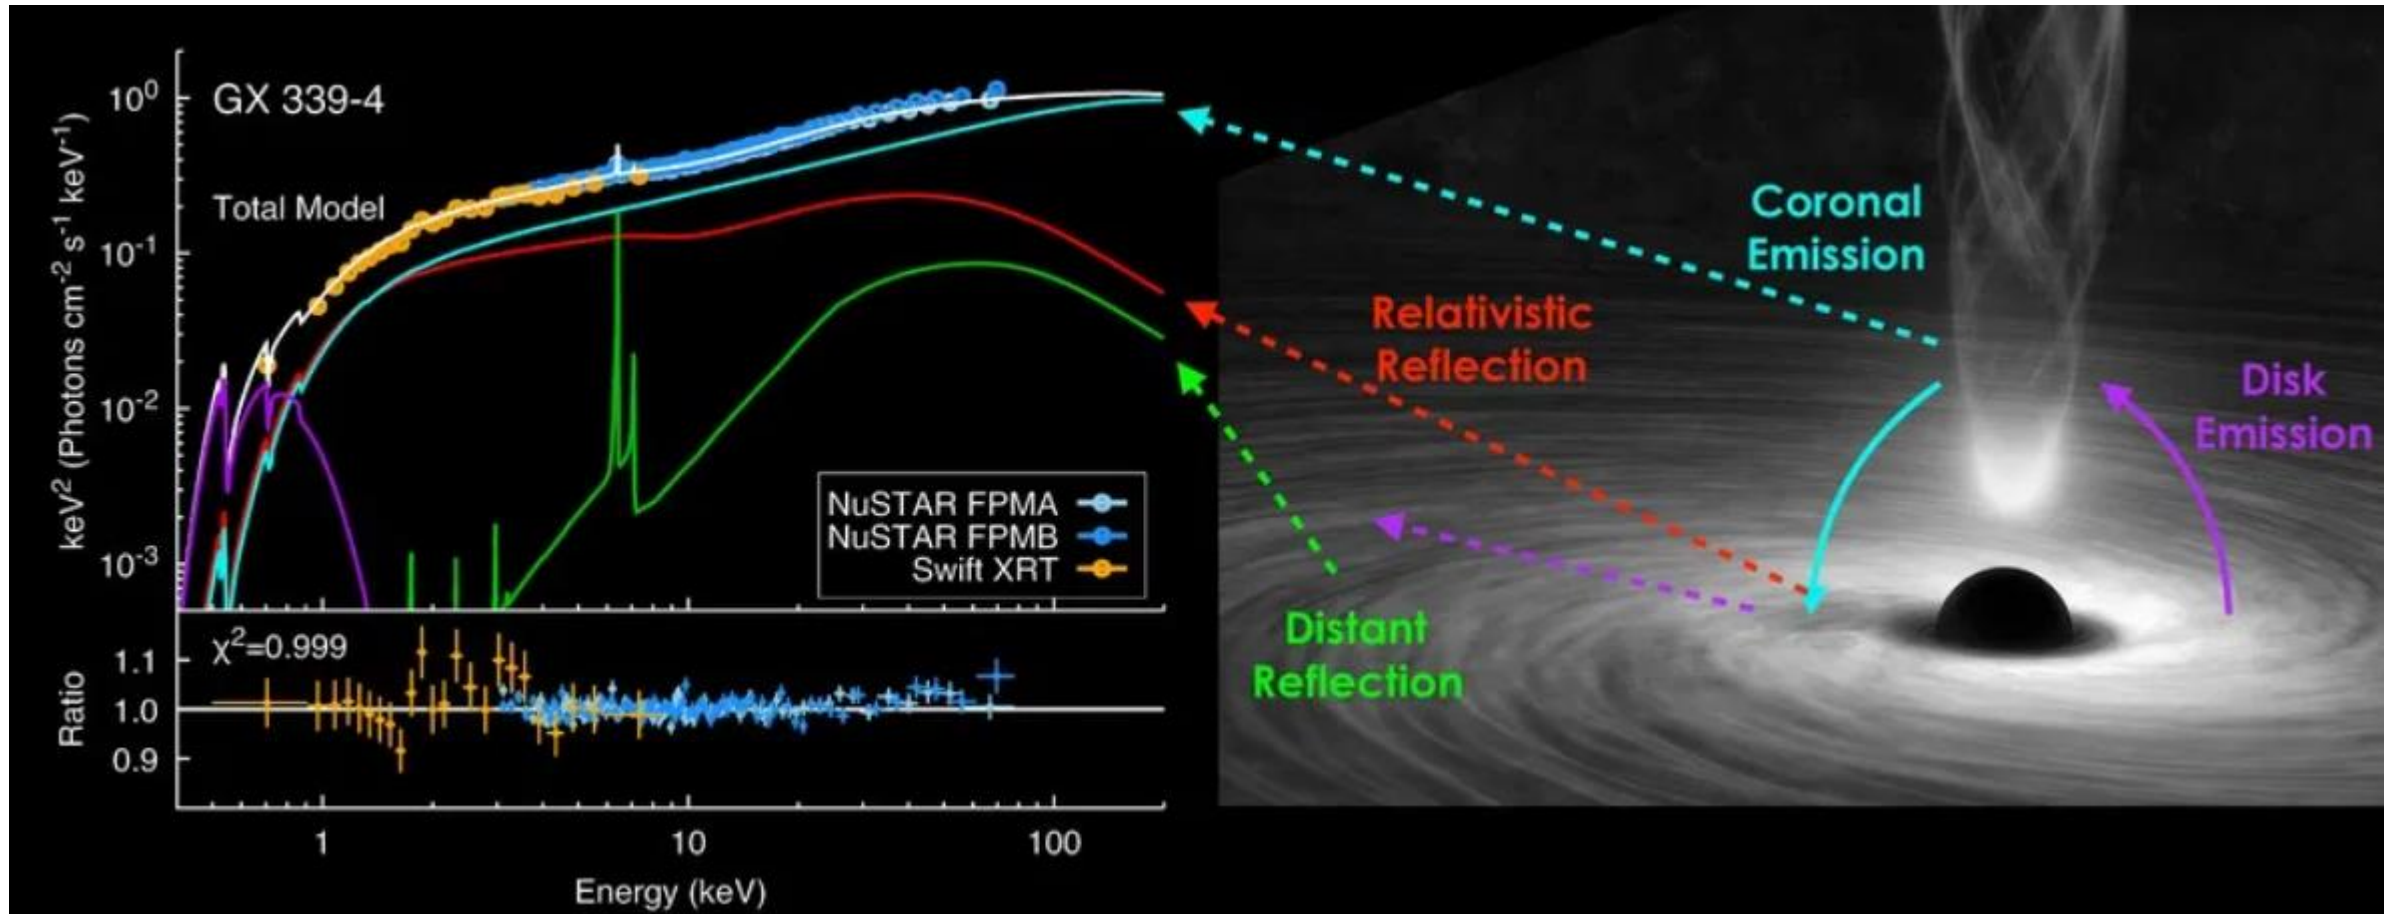 GX 339-4
Total Model
keV² (Photons cm⁻² s⁻¹ keV⁻¹)
10⁰
10⁻¹
10⁻²
10⁻³
NuSTAR FPMA
NuSTAR FPMB
Swift XRT
χ²=0.999
Ratio
1.1
1.0
0.9
1
10
100
Energy (keV)
Coronal
Emission
Relativistic
Reflection
Disk
Emission
Distant
Reflection